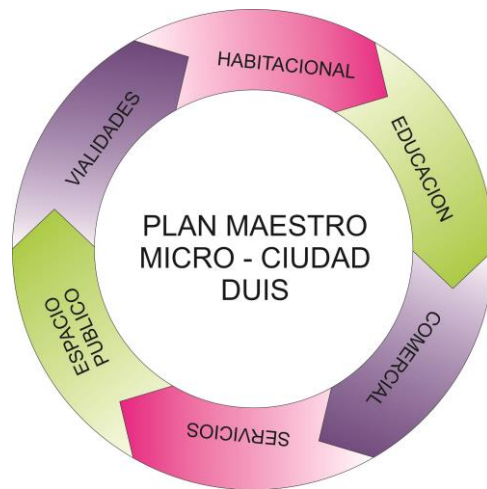 HABITACIONAL
EDUCACION
COMERCIAL
SERVICIOS
ESPACIO
PUBLICO
VIALIDADES
PLAN MAESTRO
MICRO - CIUDAD
DUIS